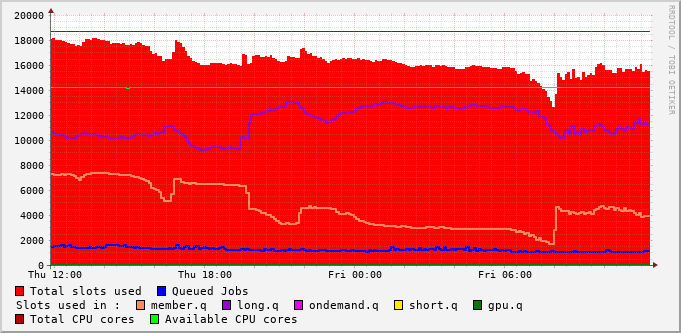 20000
18000
16000
14000
12000
10000
8000
6000
4000
2000
0
Thu 12:00 Thu 18:00 Fri 00:00 Fri 06:00
RRDTOOL / TOBI OETIKER
Total slots used Queued Jobs
Slots used in : member.q long.q ondemand.q short.q gpu.q
Total CPU cores Available CPU cores